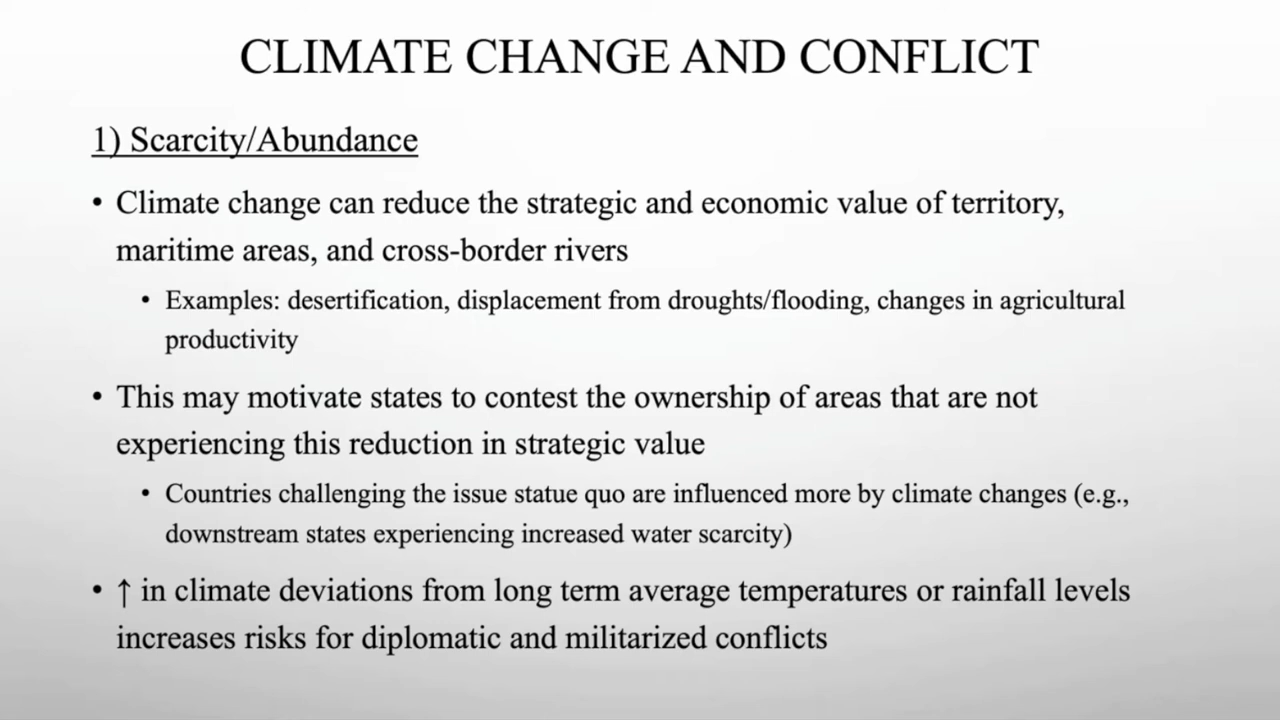 CLIMATE CHANGE AND CONFLICT
1) Scarcity/Abundance
• Climate change can reduce the strategic and economic value of territory,
maritime areas, and cross-border rivers
• Examples: desertification, displacement from droughts/flooding, changes in agricultural
productivity
• This may motivate states to contest the ownership of areas that are not
experiencing this reduction in strategic value
• Countries challenging the issue statue quo are influenced more by climate changes (e.g.,
downstream states experiencing increased water scarcity)
• ↑ in climate deviations from long term average temperatures or rainfall levels
increases risks for diplomatic and militarized conflicts